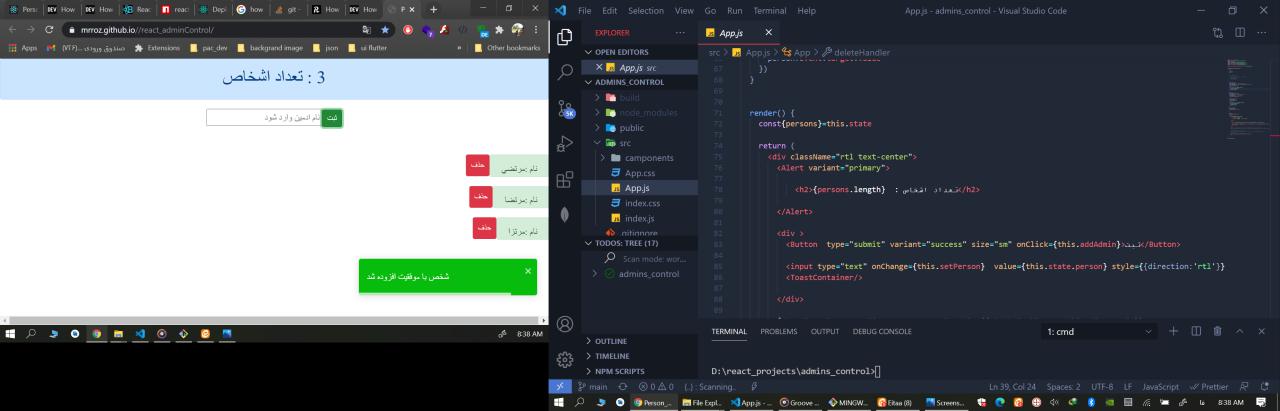 Pers
DEV How
How
Reac
react
Depl
how
git -
How
DEV How
P
mrroz.github.io//react_adminControl/
Apps
صندوق ورودی ... (VTF)
Extensions
pac_dev
backgrand image
json
ui flutter
»
Other bookmarks
تعداد اشخاص : 3
ثبت
نام ادمین وارد شود
نام :مرتضي
حذف
نام :مرتضا
حذف
نام :مرتزا
حذف
شخص با موفقیت افزوده شد
8:38 AM
File Edit Selection View Go Run Terminal Help
App.js - admins_control - Visual Studio Code
EXPLORER
OPEN EDITORS
App.js src
ADMINS_CONTROL
build
node_modules
public
src
camponents
App.css
App.js
index.css
index.js
.gitignore
TODOS: TREE (17)
Scan mode: wor...
admins_control
OUTLINE
TIMELINE
NPM SCRIPTS
5K
App.js
src > App.js > App > deleteHandler
67 })
68 }
69
70
71 render() {
72 const{persons}=this.state
73
74 return (
75 <div className="rtl text-center">
76 <Alert variant="primary">
77
78 <h2>{persons.length} : تعداد اشخاص</h2>
79
80 </Alert>
81
82 <div >
83 <Button type="submit" variant="success" size="sm" onClick={this.addAdmin}>ثبت</Button>
84
85 <input type="text" onChange={this.setPerson} value={this.state.person} style={{direction:'rtl'}}
86 <ToastContainer/>
87
88 </div>
89
TERMINAL PROBLEMS OUTPUT DEBUG CONSOLE
1: cmd
D:\react_projects\admins_control>
main
0 0
{..} : Scanning..
Ln 39, Col 24 Spaces: 2 UTF-8 LF JavaScript Prettier
Person_...
File Expl...
App.js - ...
Groove ...
MINGW...
Eitaa (8)
Screens...
8:38 AM